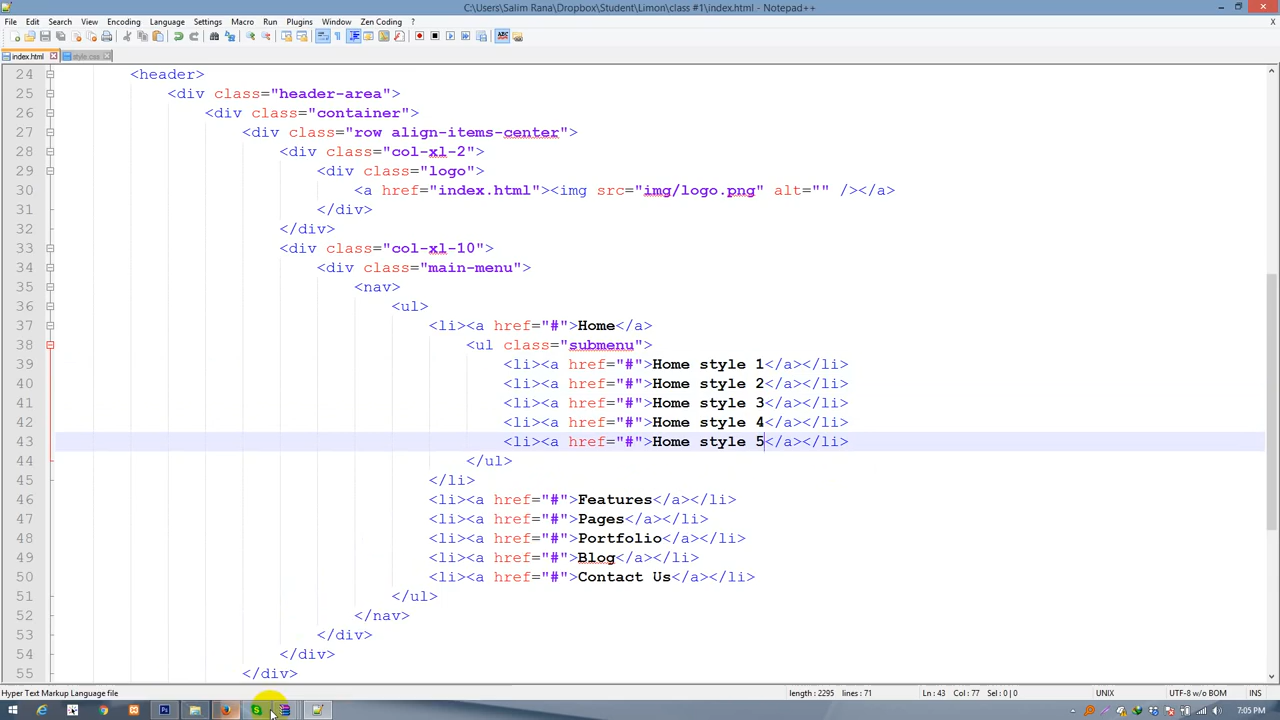 C:\Users\Salim Rana\Dropbox\Student\Limon\class #1\index.html - Notepad++
File Edit Search View Encoding Language Settings Macro Run Plugins Window Zen Coding ? X
index.html style.css
24 <header>
25 <div class="header-area">
26 <div class="container">
27 <div class="row align-items-center">
28 <div class="col-xl-2">
29 <div class="logo">
30 <a href="index.html"><img src="img/logo.png" alt="" /></a>
31 </div>
32 </div>
33 <div class="col-xl-10">
34 <div class="main-menu">
35 <nav>
36 <ul>
37 <li><a href="#">Home</a>
38 <ul class="submenu">
39 <li><a href="#">Home style 1</a></li>
40 <li><a href="#">Home style 2</a></li>
41 <li><a href="#">Home style 3</a></li>
42 <li><a href="#">Home style 4</a></li>
43 <li><a href="#">Home style 5</a></li>
44 </ul>
45 </li>
46 <li><a href="#">Features</a></li>
47 <li><a href="#">Pages</a></li>
48 <li><a href="#">Portfolio</a></li>
49 <li><a href="#">Blog</a></li>
50 <li><a href="#">Contact Us</a></li>
51 </ul>
52 </nav>
53 </div>
54 </div>
55 </div>
Hyper Text Markup Language file length : 2295 lines : 71 Ln : 43 Col : 77 Sel : 0 | 0 UNIX UTF-8 w/o BOM INS
7:05 PM